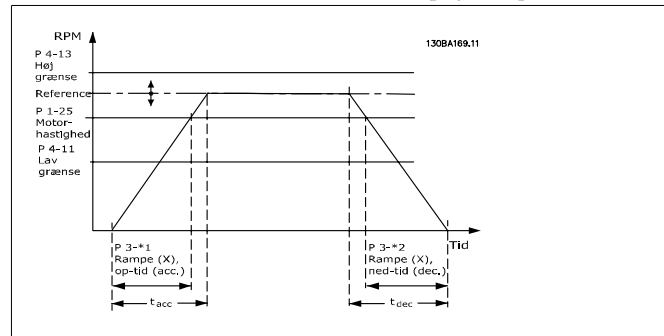 RPM
130BA169.11
P 4-13
Høj
grænse
Reference
P 1-25
Motor-
hastighed
P 4-11
Lav
grænse
Tid
P 3-*1
Rampe (X),
op-tid (acc.)
P 3-*2
Rampe (X),
ned-tid (dec.)
tacc
tdec